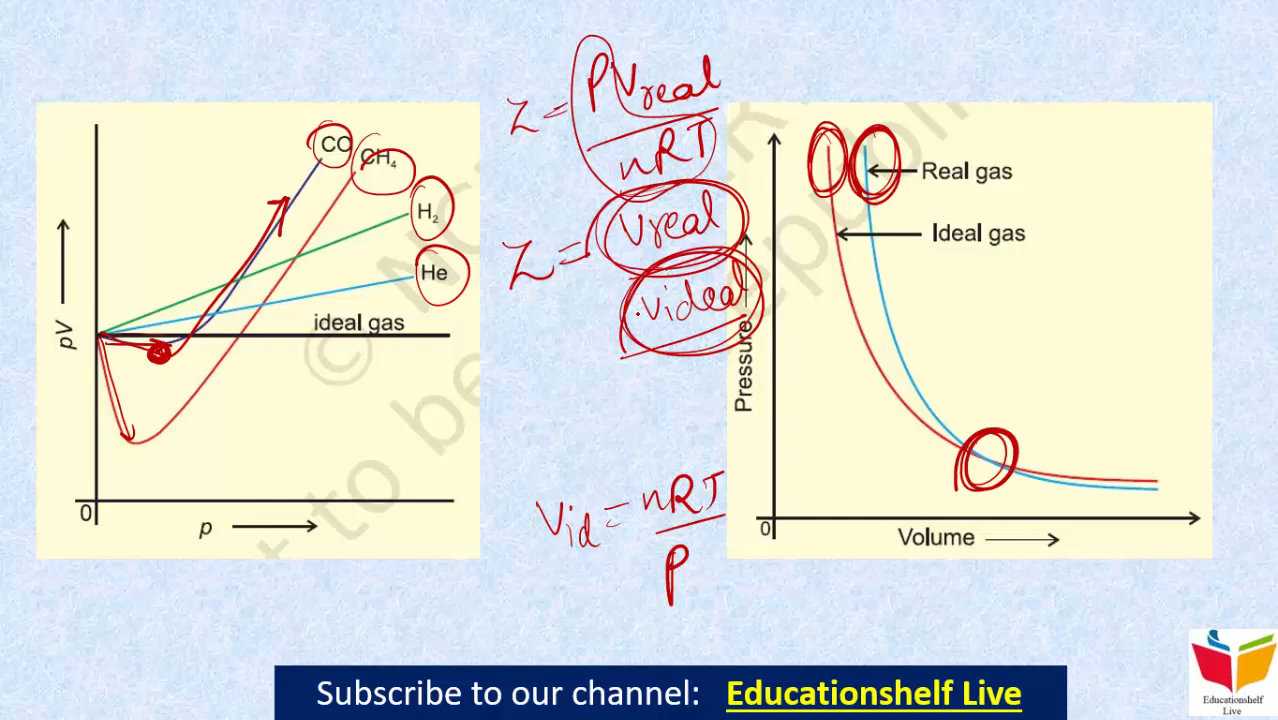 CO
CH₄
H₂
He
ideal gas
pV
0
p
Z = PVreal
nRT
Z = Vreal
Videal
Vid = nRT
P
Real gas
Ideal gas
Pressure
0
Volume
Subscribe to our channel: Educationshelf Live
Educationshelf
Live